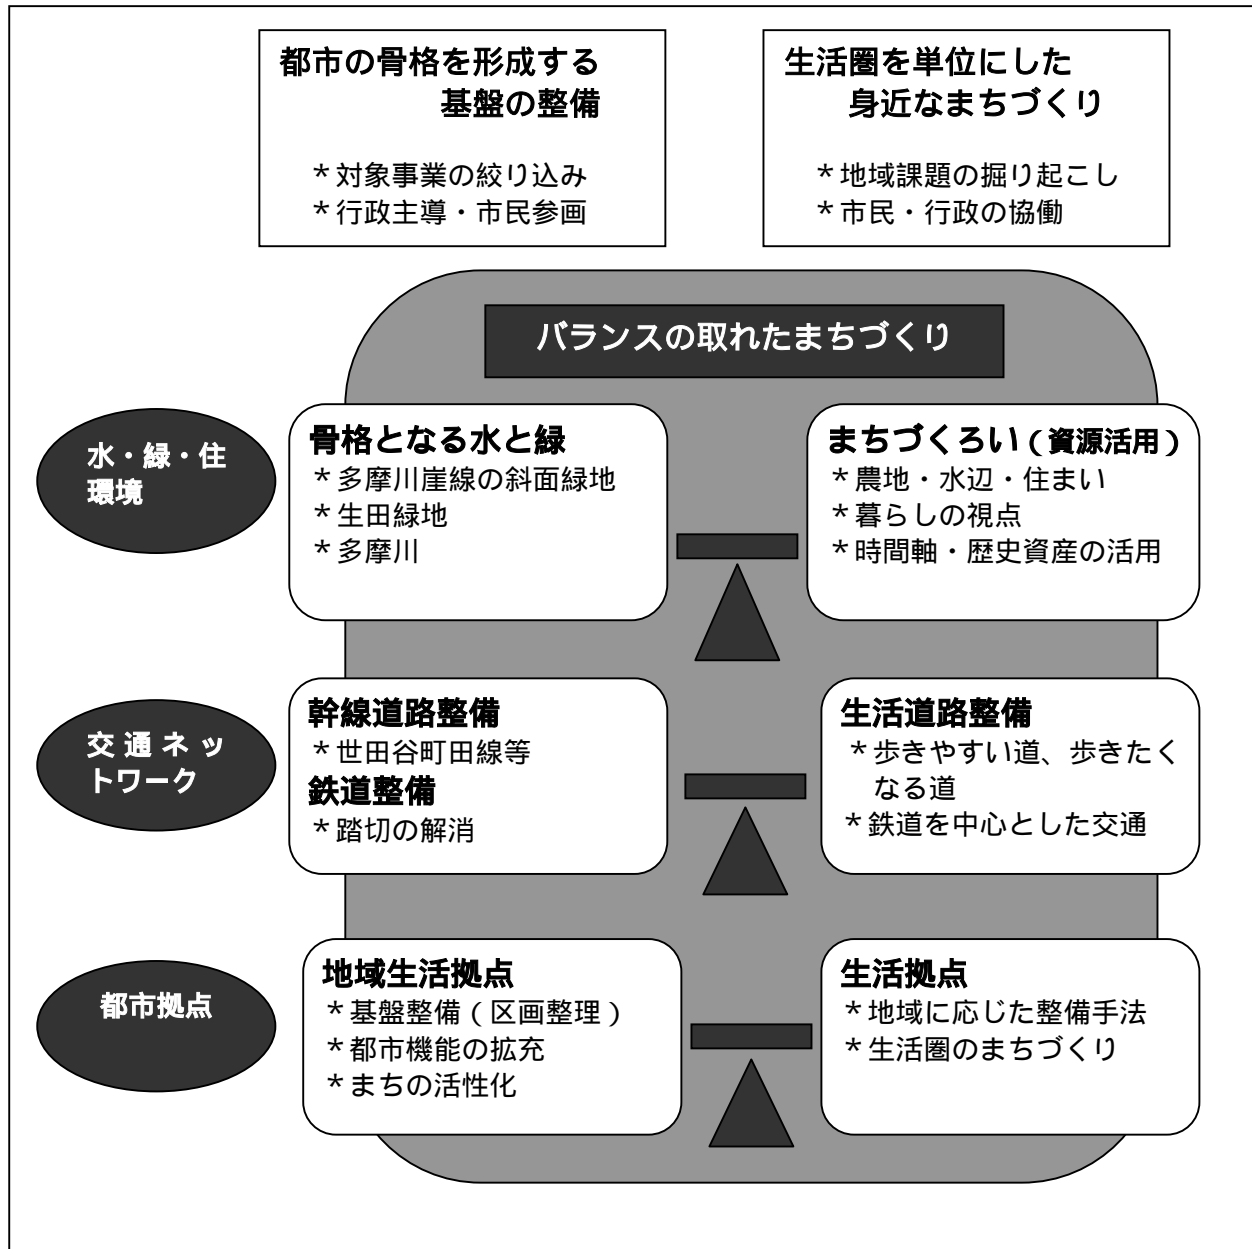 都市の骨格を形成する
基盤の整備
＊対象事業の絞り込み
＊行政主導・市民参画
生活圏を単位にした
身近なまちづくり
＊地域課題の掘り起こし
＊市民・行政の協働
バランスの取れたまちづくり
水・緑・住
環境
骨格となる水と緑
＊多摩川崖線の斜面緑地
＊生田緑地
＊多摩川
まちづくろい（資源活用）
＊農地・水辺・住まい
＊暮らしの視点
＊時間軸・歴史資産の活用
交通ネッ
トワーク
幹線道路整備
＊世田谷町田線等
鉄道整備
＊踏切の解消
生活道路整備
＊歩きやすい道、歩きたく
なる道
＊鉄道を中心とした交通
都市拠点
地域生活拠点
＊基盤整備（区画整理）
＊都市機能の拡充
＊まちの活性化
生活拠点
＊地域に応じた整備手法
＊生活圏のまちづくり